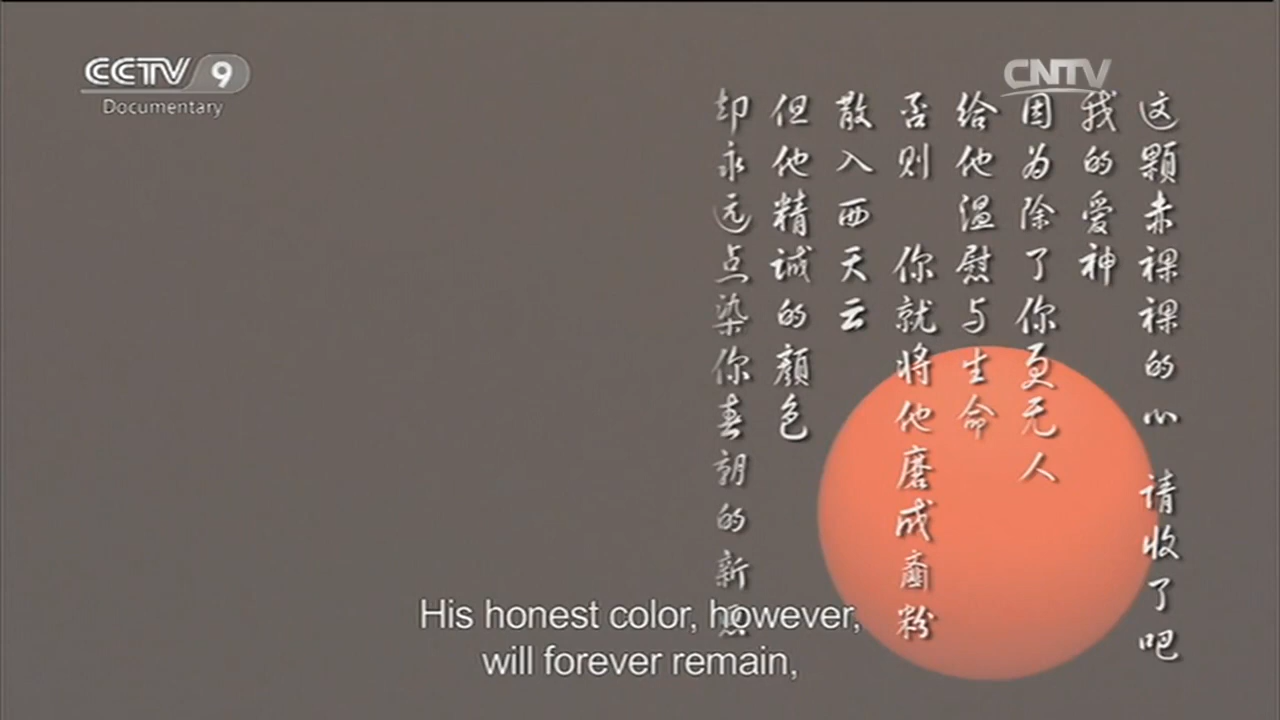 CCTV 9
Documentary
CNTV
这颗赤裸裸的心 请收了吧
我的爱神
因为除了你更无人
给他温慰与生命
否则 你就将他磨成齑粉
散入西天云
但他精诚的颜色
却永远点染你春朝的新
His honest color, however,
will forever remain,